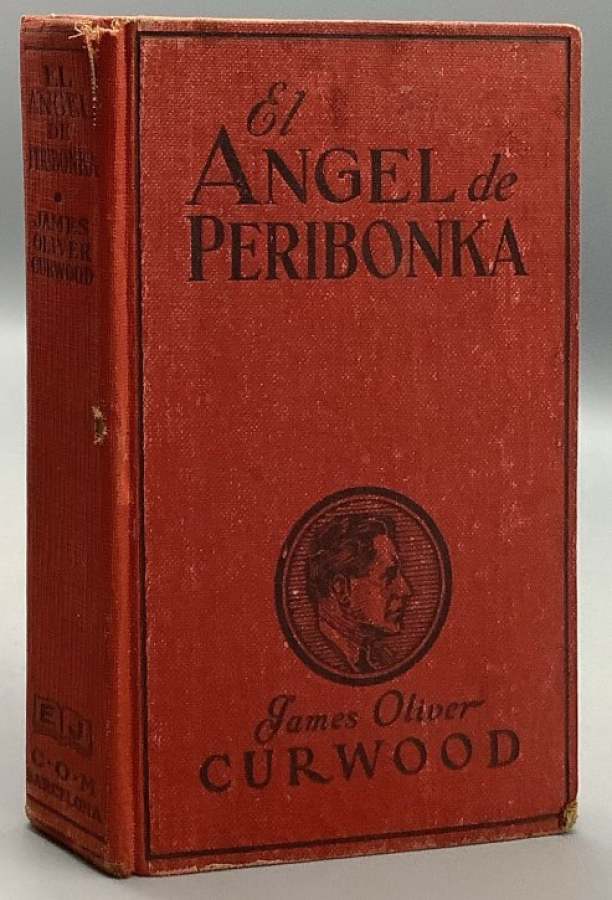 EL
ANGEL
DE
PERIBONKA
JAMES
OLIVER
CURWOOD
EJ
C·O·M
BARCELONA
El
ANGEL de
PERIBONKA
James Oliver
CURWOOD